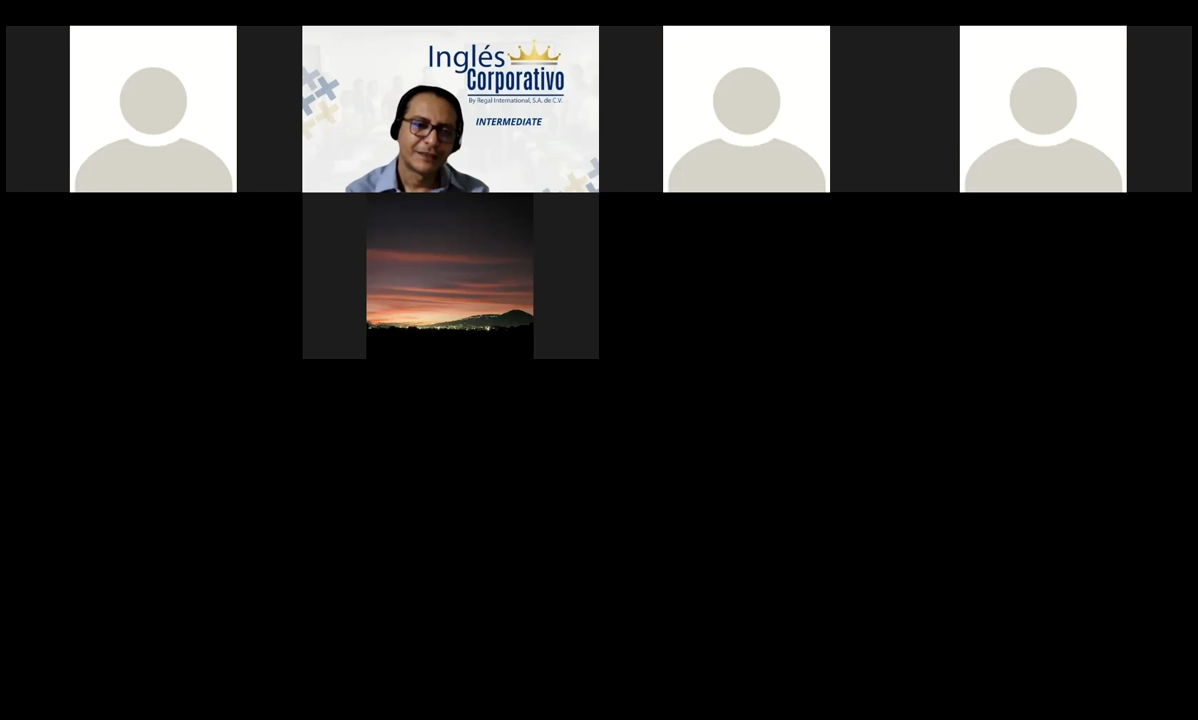 Inglés
Corporativo
By Regal International, S.A. de C.V.
INTERMEDIATE